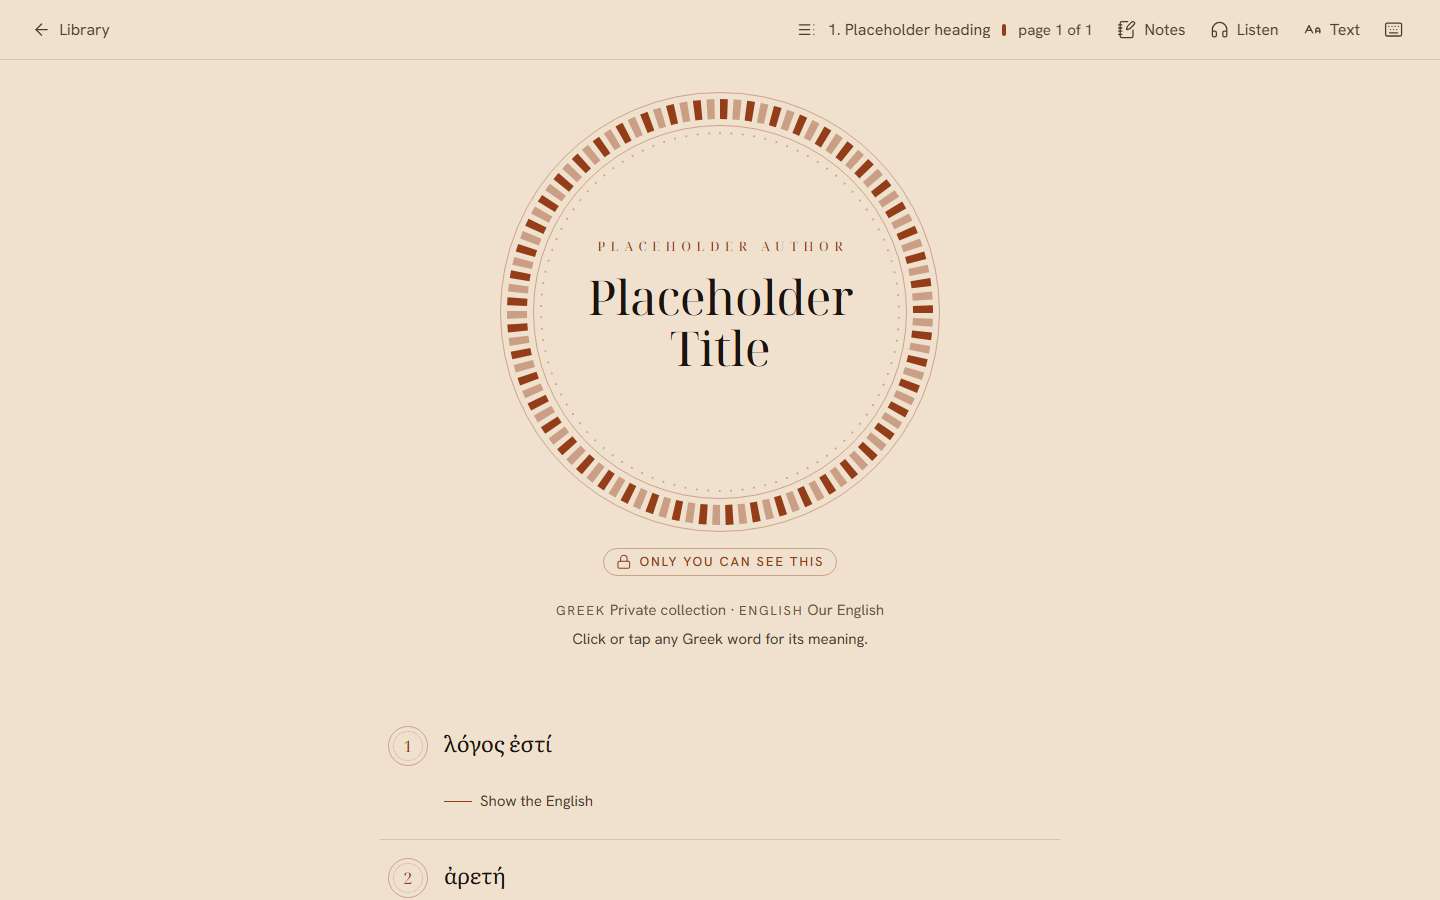 Library
1. Placeholder heading page 1 of 1 Notes Listen Text
PLACEHOLDER AUTHOR
Placeholder
Title
ONLY YOU CAN SEE THIS
GREEK Private collection · ENGLISH Our English
Click or tap any Greek word for its meaning.
1 λόγος ἐστί
Show the English
2 ἀρετή